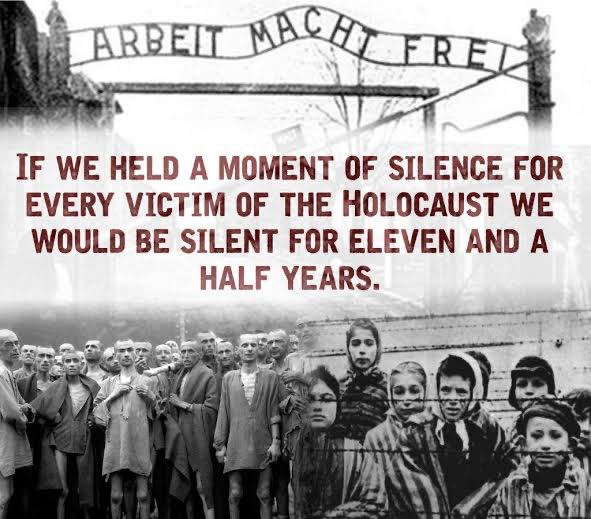 ARBEIT MACHT FREI
IF WE HELD A MOMENT OF SILENCE FOR
EVERY VICTIM OF THE HOLOCAUST WE
WOULD BE SILENT FOR ELEVEN AND A
HALF YEARS.